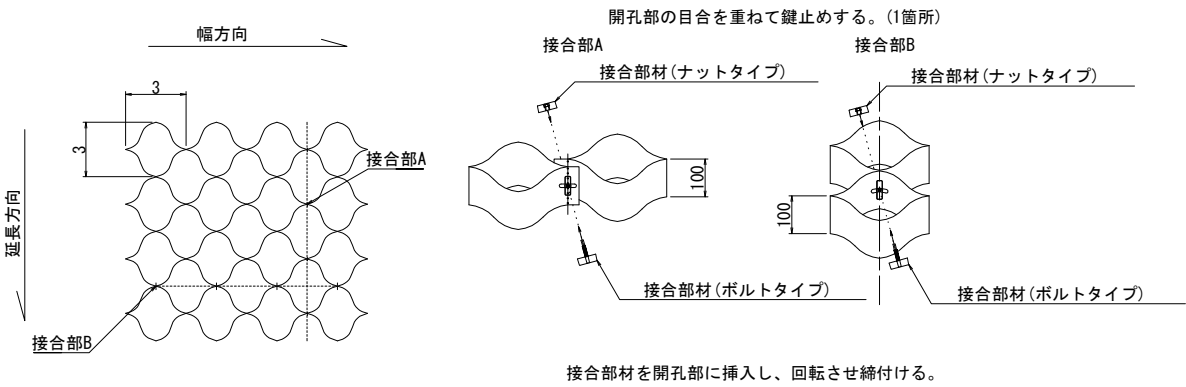 開孔部の目合を重ねて鍵止めする。(1箇所)
幅方向
接合部A
接合部B
接合部材(ナットタイプ)
接合部材(ナットタイプ)
3
3
接合部A
100
100
延長方向
接合部材(ボルトタイプ)
接合部材(ボルトタイプ)
接合部B
接合部材を開孔部に挿入し、回転させ締付ける。